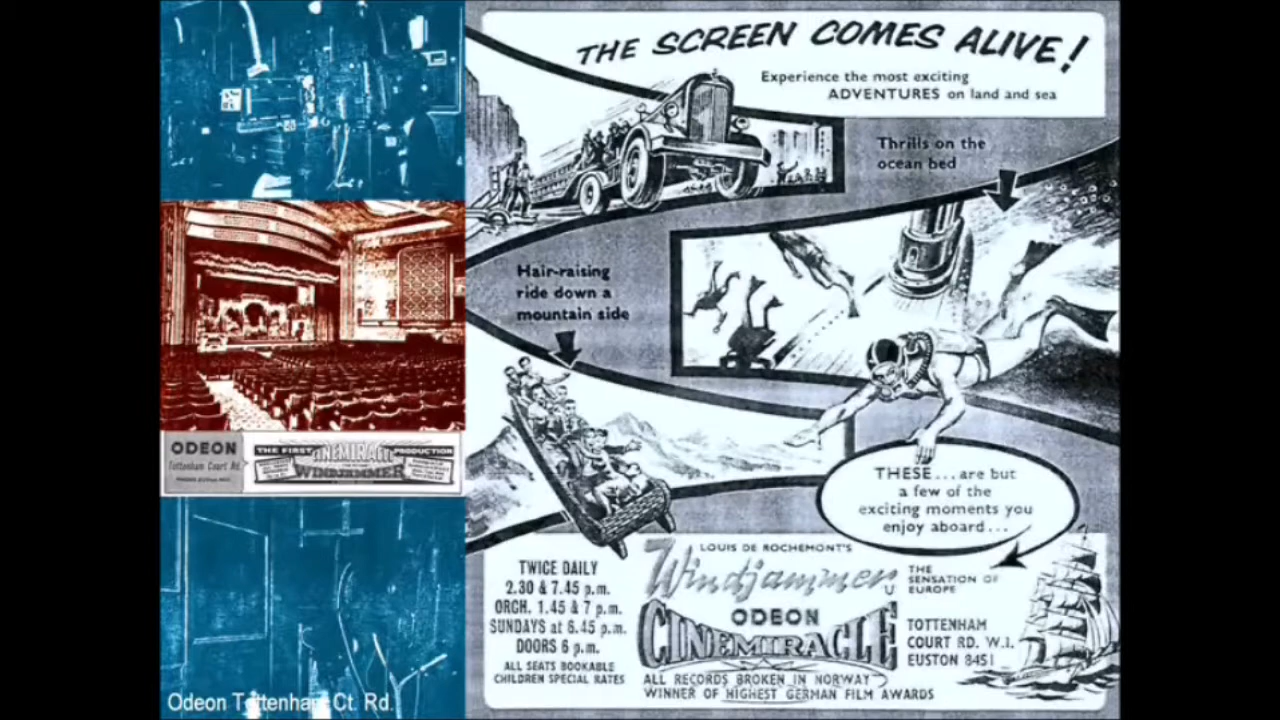 THE SCREEN COMES ALIVE!
Experience the most exciting
ADVENTURES on land and sea
Thrills on the
ocean bed
Hair-raising
ride down a
mountain side
ODEON
Tottenham Court Rd.
THE FIRST CINEMIRACLE PRODUCTION
WINDJAMMER
THESE... are but
a few of the
exciting moments you
enjoy aboard...
TWICE DAILY
2.30 & 7.45 p.m.
ORCH. 1.45 & 7 p.m.
SUNDAYS at 6.45 p.m.
DOORS 6 p.m.
ALL SEATS BOOKABLE
CHILDREN SPECIAL RATES
LOUIS DE ROCHEMONT'S
Windjammer U
THE
SENSATION OF
EUROPE
ODEON
CINEMIRACLE
TOTTENHAM
COURT RD. W.1.
EUSTON 8451
ALL RECORDS BROKEN IN NORWAY
WINNER OF HIGHEST GERMAN FILM AWARDS
Odeon Tottenham Ct. Rd.